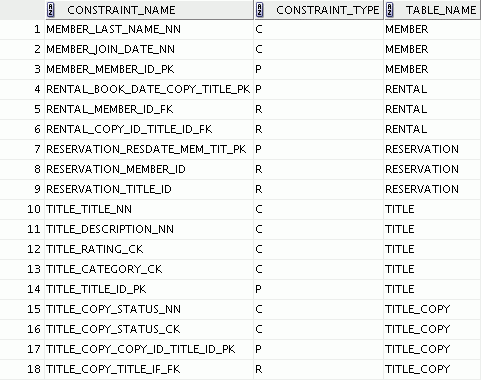 CONSTRAINT_NAME CONSTRAINT_TYPE TABLE_NAME
1 MEMBER_LAST_NAME_NN C MEMBER
2 MEMBER_JOIN_DATE_NN C MEMBER
3 MEMBER_MEMBER_ID_PK P MEMBER
4 RENTAL_BOOK_DATE_COPY_TITLE_PK P RENTAL
5 RENTAL_MEMBER_ID_FK R RENTAL
6 RENTAL_COPY_ID_TITLE_ID_FK R RENTAL
7 RESERVATION_RESDATE_MEM_TIT_PK P RESERVATION
8 RESERVATION_MEMBER_ID R RESERVATION
9 RESERVATION_TITLE_ID R RESERVATION
10 TITLE_TITLE_NN C TITLE
11 TITLE_DESCRIPTION_NN C TITLE
12 TITLE_RATING_CK C TITLE
13 TITLE_CATEGORY_CK C TITLE
14 TITLE_TITLE_ID_PK P TITLE
15 TITLE_COPY_STATUS_NN C TITLE_COPY
16 TITLE_COPY_STATUS_CK C TITLE_COPY
17 TITLE_COPY_COPY_ID_TITLE_ID_PK P TITLE_COPY
18 TITLE_COPY_TITLE_IF_FK R TITLE_COPY